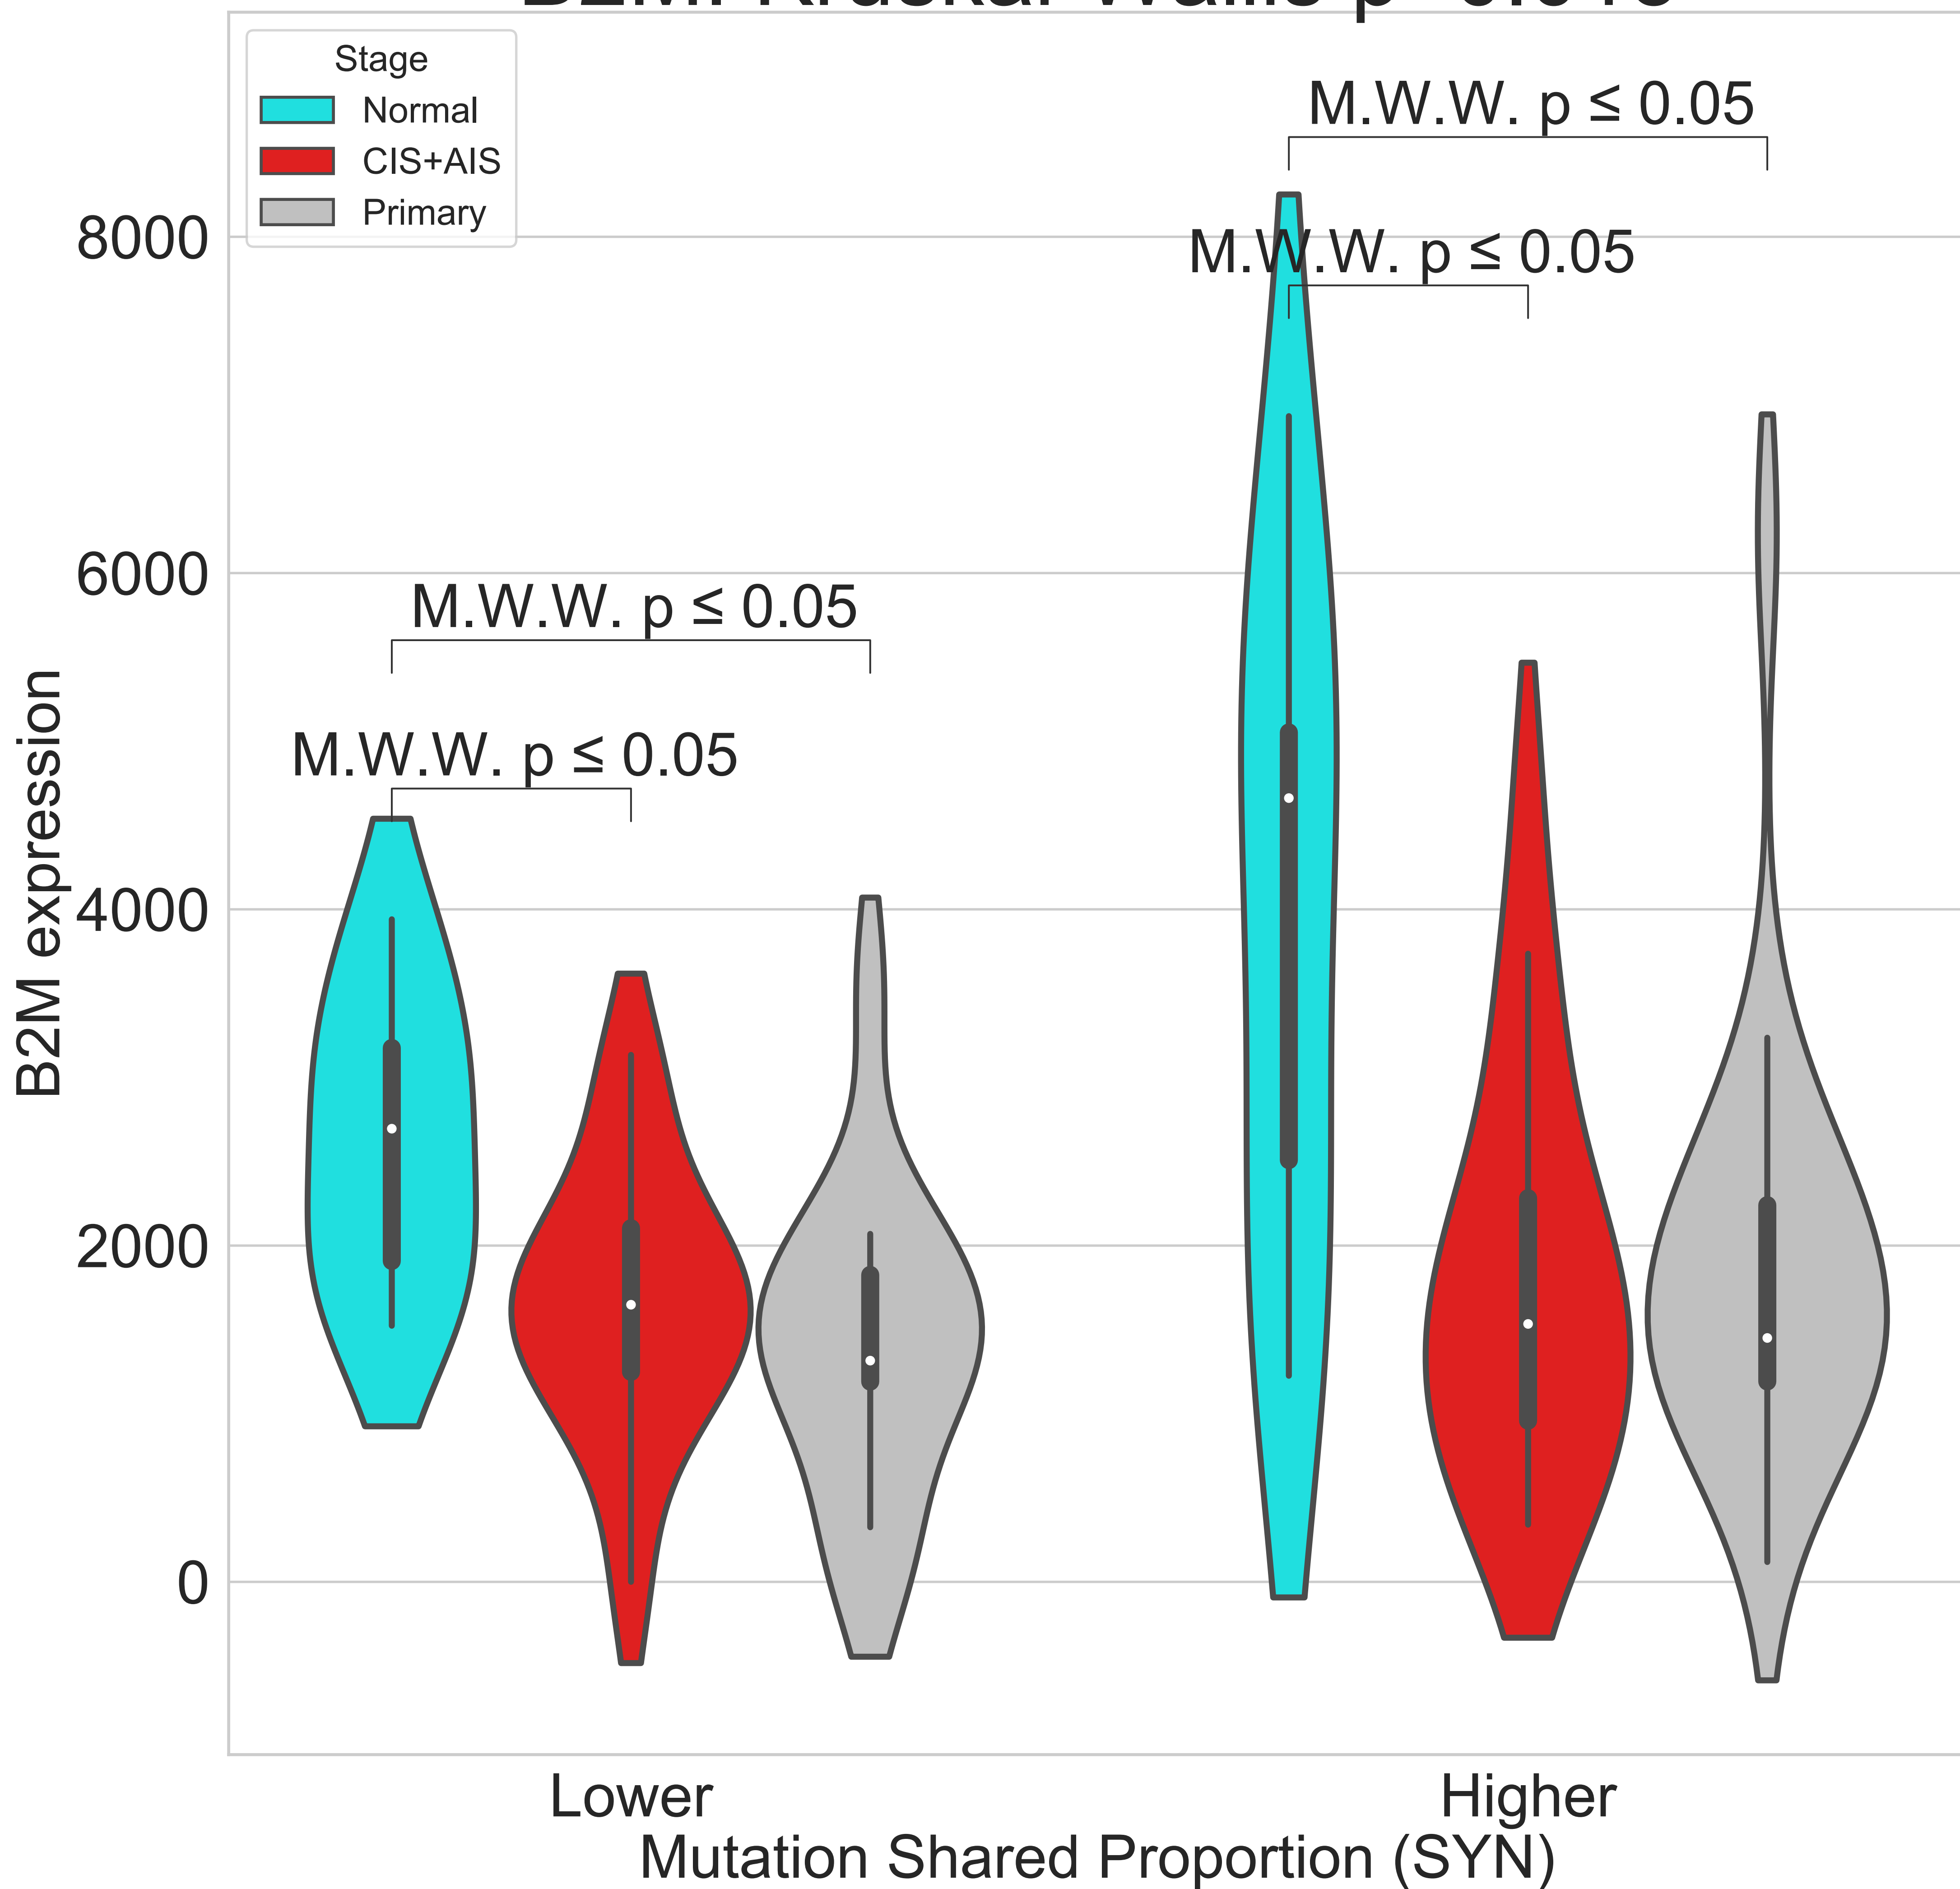 Stage
Normal
CIS+AIS
Primary
M.W.W. p ≤ 0.05
M.W.W. p ≤ 0.05
M.W.W. p ≤ 0.05
M.W.W. p ≤ 0.05
8000
6000
4000
2000
0
B2M expression
Lower
Higher
Mutation Shared Proportion (SYN)